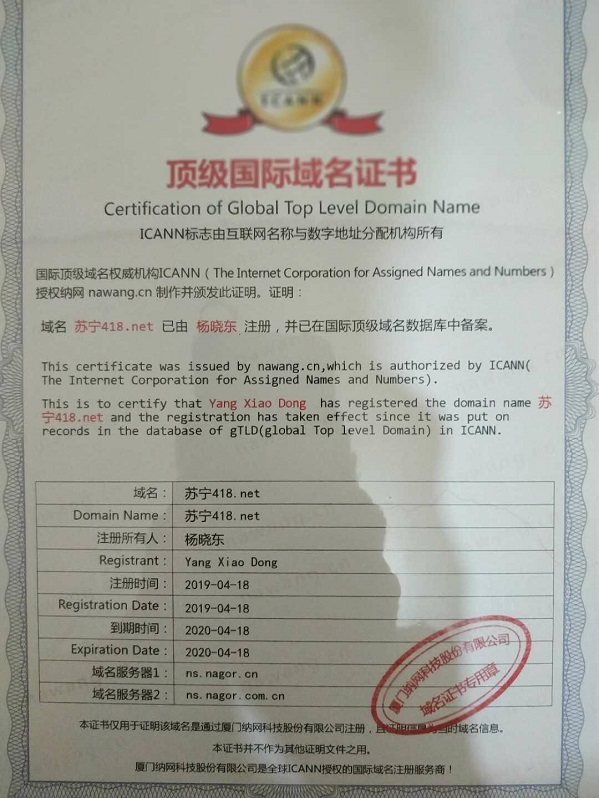 ICANN
顶级国际域名证书
Certification of Global Top Level Domain Name
ICANN标志由互联网名称与数字地址分配机构所有
国际顶级域名权威机构ICANN（The Internet Corporation for Assigned Names and Numbers）
授权纳网 nawang.cn 制作并颁发此证明。证明：
域名 苏宁418.net 已由 杨晓东 注册，并已在国际顶级域名数据库中备案。
This certificate was issued by nawang.cn,which is authorized by ICANN(
The Internet Corporation for Assigned Names and Numbers).
This is to certify that Yang Xiao Dong has registered the domain name 苏
宁418.net and the registration has taken effect since it was put on
records in the database of gTLD(global Top level Domain) in ICANN.
域名： 苏宁418.net
Domain Name： 苏宁418.net
注册所有人： 杨晓东
Registrant： Yang Xiao Dong
注册时间： 2019-04-18
Registration Date： 2019-04-18
到期时间： 2020-04-18
Expiration Date： 2020-04-18
域名服务器1： ns.nagor.cn
域名服务器2： ns.nagor.com.cn
厦门纳网科技股份有限公司
域名证书专用章
本证书仅用于证明该域名是通过厦门纳网科技股份有限公司注册，且证明信息为当时域名信息。
本证书并不作为其他证明文件之用。
厦门纳网科技股份有限公司是全球ICANN授权的国际域名注册服务商！